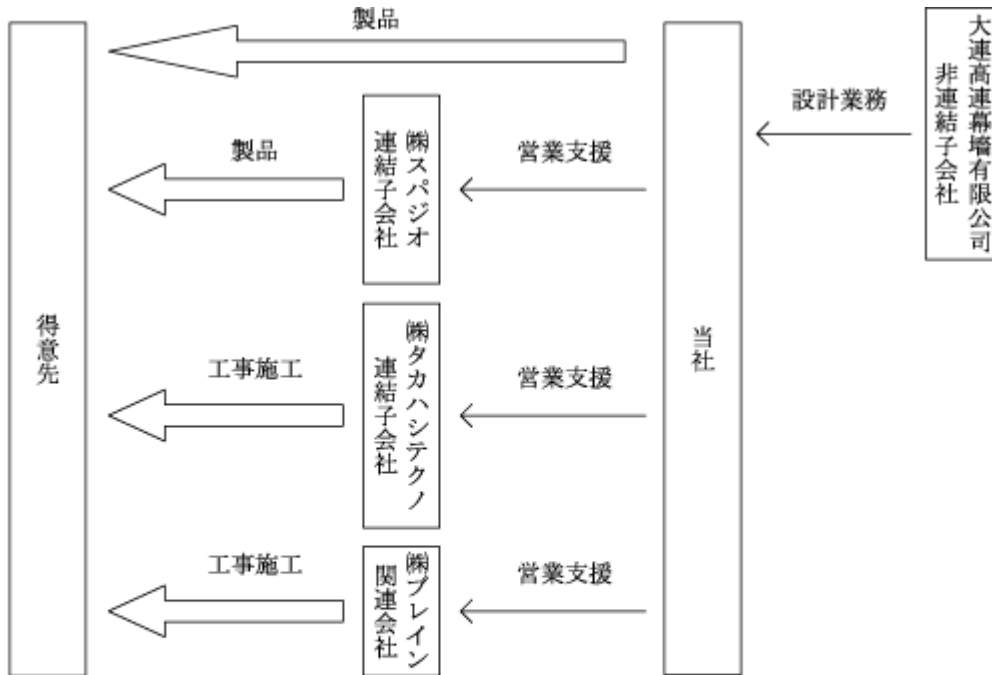 製品
大連高連幕墻有限公司
非連結子会社
設計業務
製品
㈱スパジオ
連結子会社
営業支援
得意先
当社
工事施工
㈱タカハシテクノ
連結子会社
営業支援
工事施工
㈱ブレイン
関連会社
営業支援